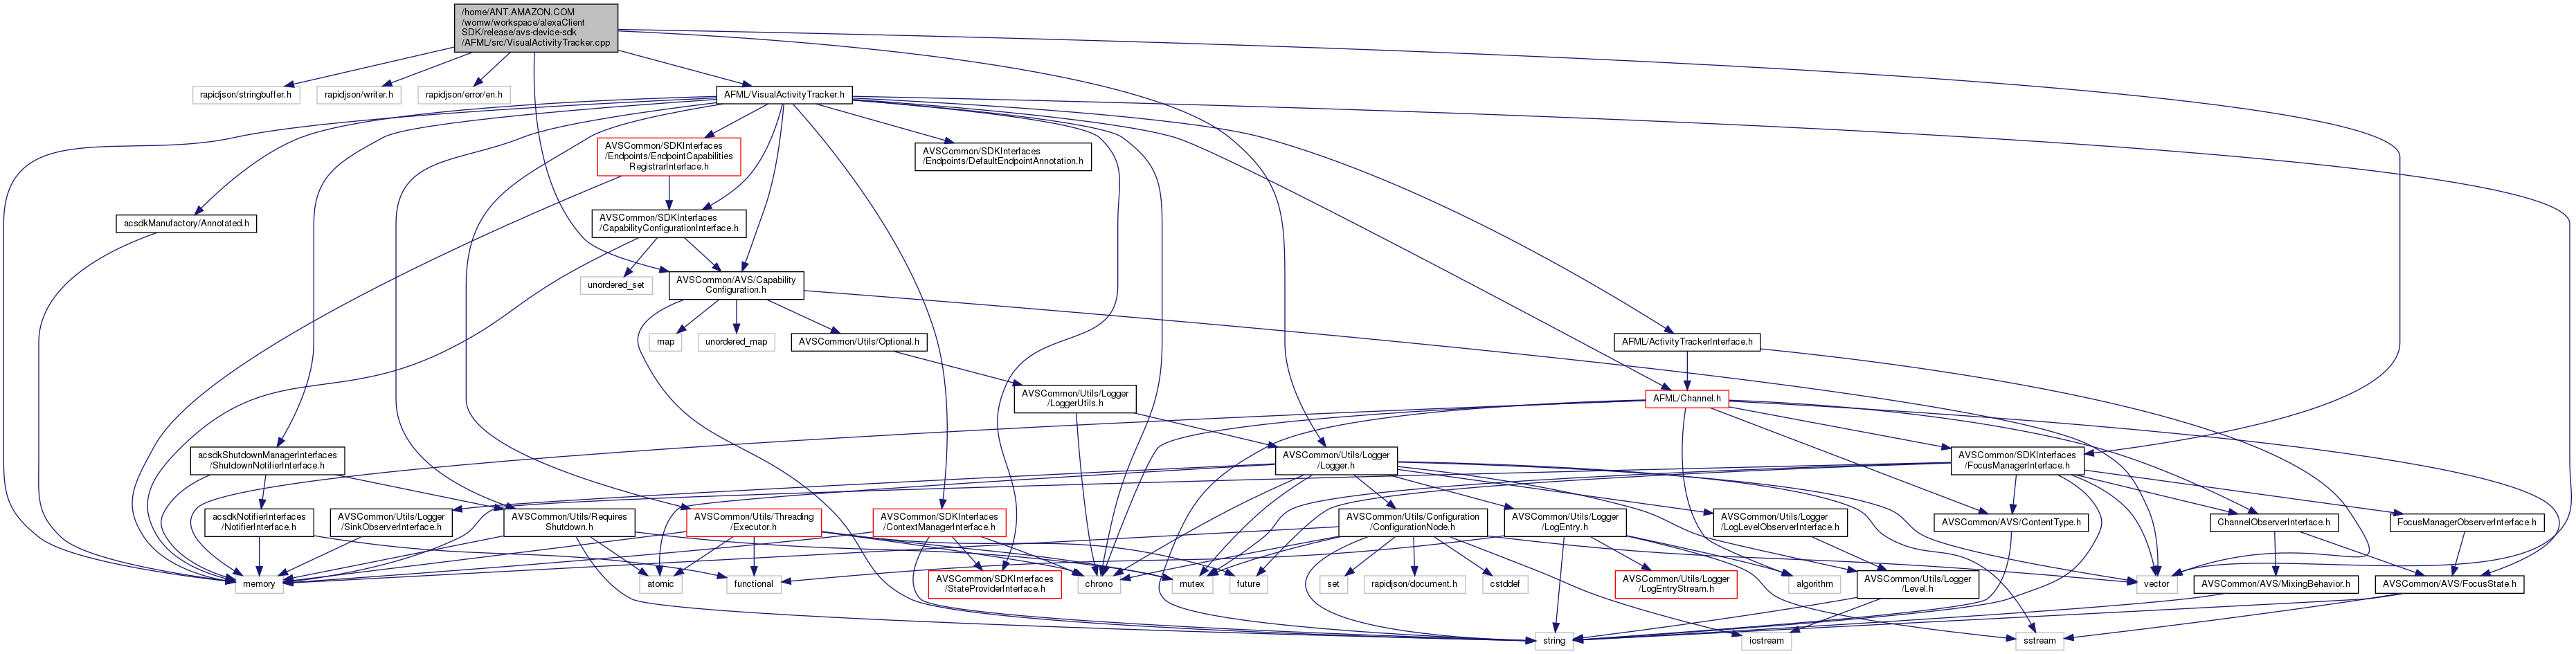 /home/ANT.AMAZON.COM
/womw/workspace/alexaClient
SDK/release/avs-device-sdk
/AFML/src/VisualActivityTracker.cpp
rapidjson/stringbuffer.h
rapidjson/writer.h
rapidjson/error/en.h
AFML/VisualActivityTracker.h
AVSCommon/SDKInterfaces
/Endpoints/EndpointCapabilities
RegistrarInterface.h
AVSCommon/SDKInterfaces
/Endpoints/DefaultEndpointAnnotation.h
acsdkManufactory/Annotated.h
AVSCommon/SDKInterfaces
/CapabilityConfigurationInterface.h
unordered_set
AVSCommon/AVS/Capability
Configuration.h
map
unordered_map
AVSCommon/Utils/Optional.h
AFML/ActivityTrackerInterface.h
AVSCommon/Utils/Logger
/LoggerUtils.h
AFML/Channel.h
acsdkShutdownManagerInterfaces
/ShutdownNotifierInterface.h
AVSCommon/Utils/Logger
/Logger.h
AVSCommon/SDKInterfaces
/FocusManagerInterface.h
acsdkNotifierInterfaces
/NotifierInterface.h
AVSCommon/Utils/Logger
/SinkObserverInterface.h
AVSCommon/Utils/Requires
Shutdown.h
AVSCommon/Utils/Threading
/Executor.h
AVSCommon/SDKInterfaces
/ContextManagerInterface.h
AVSCommon/Utils/Configuration
/ConfigurationNode.h
AVSCommon/Utils/Logger
/LogEntry.h
AVSCommon/Utils/Logger
/LogLevelObserverInterface.h
AVSCommon/AVS/ContentType.h
ChannelObserverInterface.h
FocusManagerObserverInterface.h
memory
atomic
functional
AVSCommon/SDKInterfaces
/StateProviderInterface.h
chrono
mutex
future
set
rapidjson/document.h
cstddef
AVSCommon/Utils/Logger
/LogEntryStream.h
algorithm
AVSCommon/Utils/Logger
/Level.h
vector
AVSCommon/AVS/MixingBehavior.h
AVSCommon/AVS/FocusState.h
string
iostream
sstream